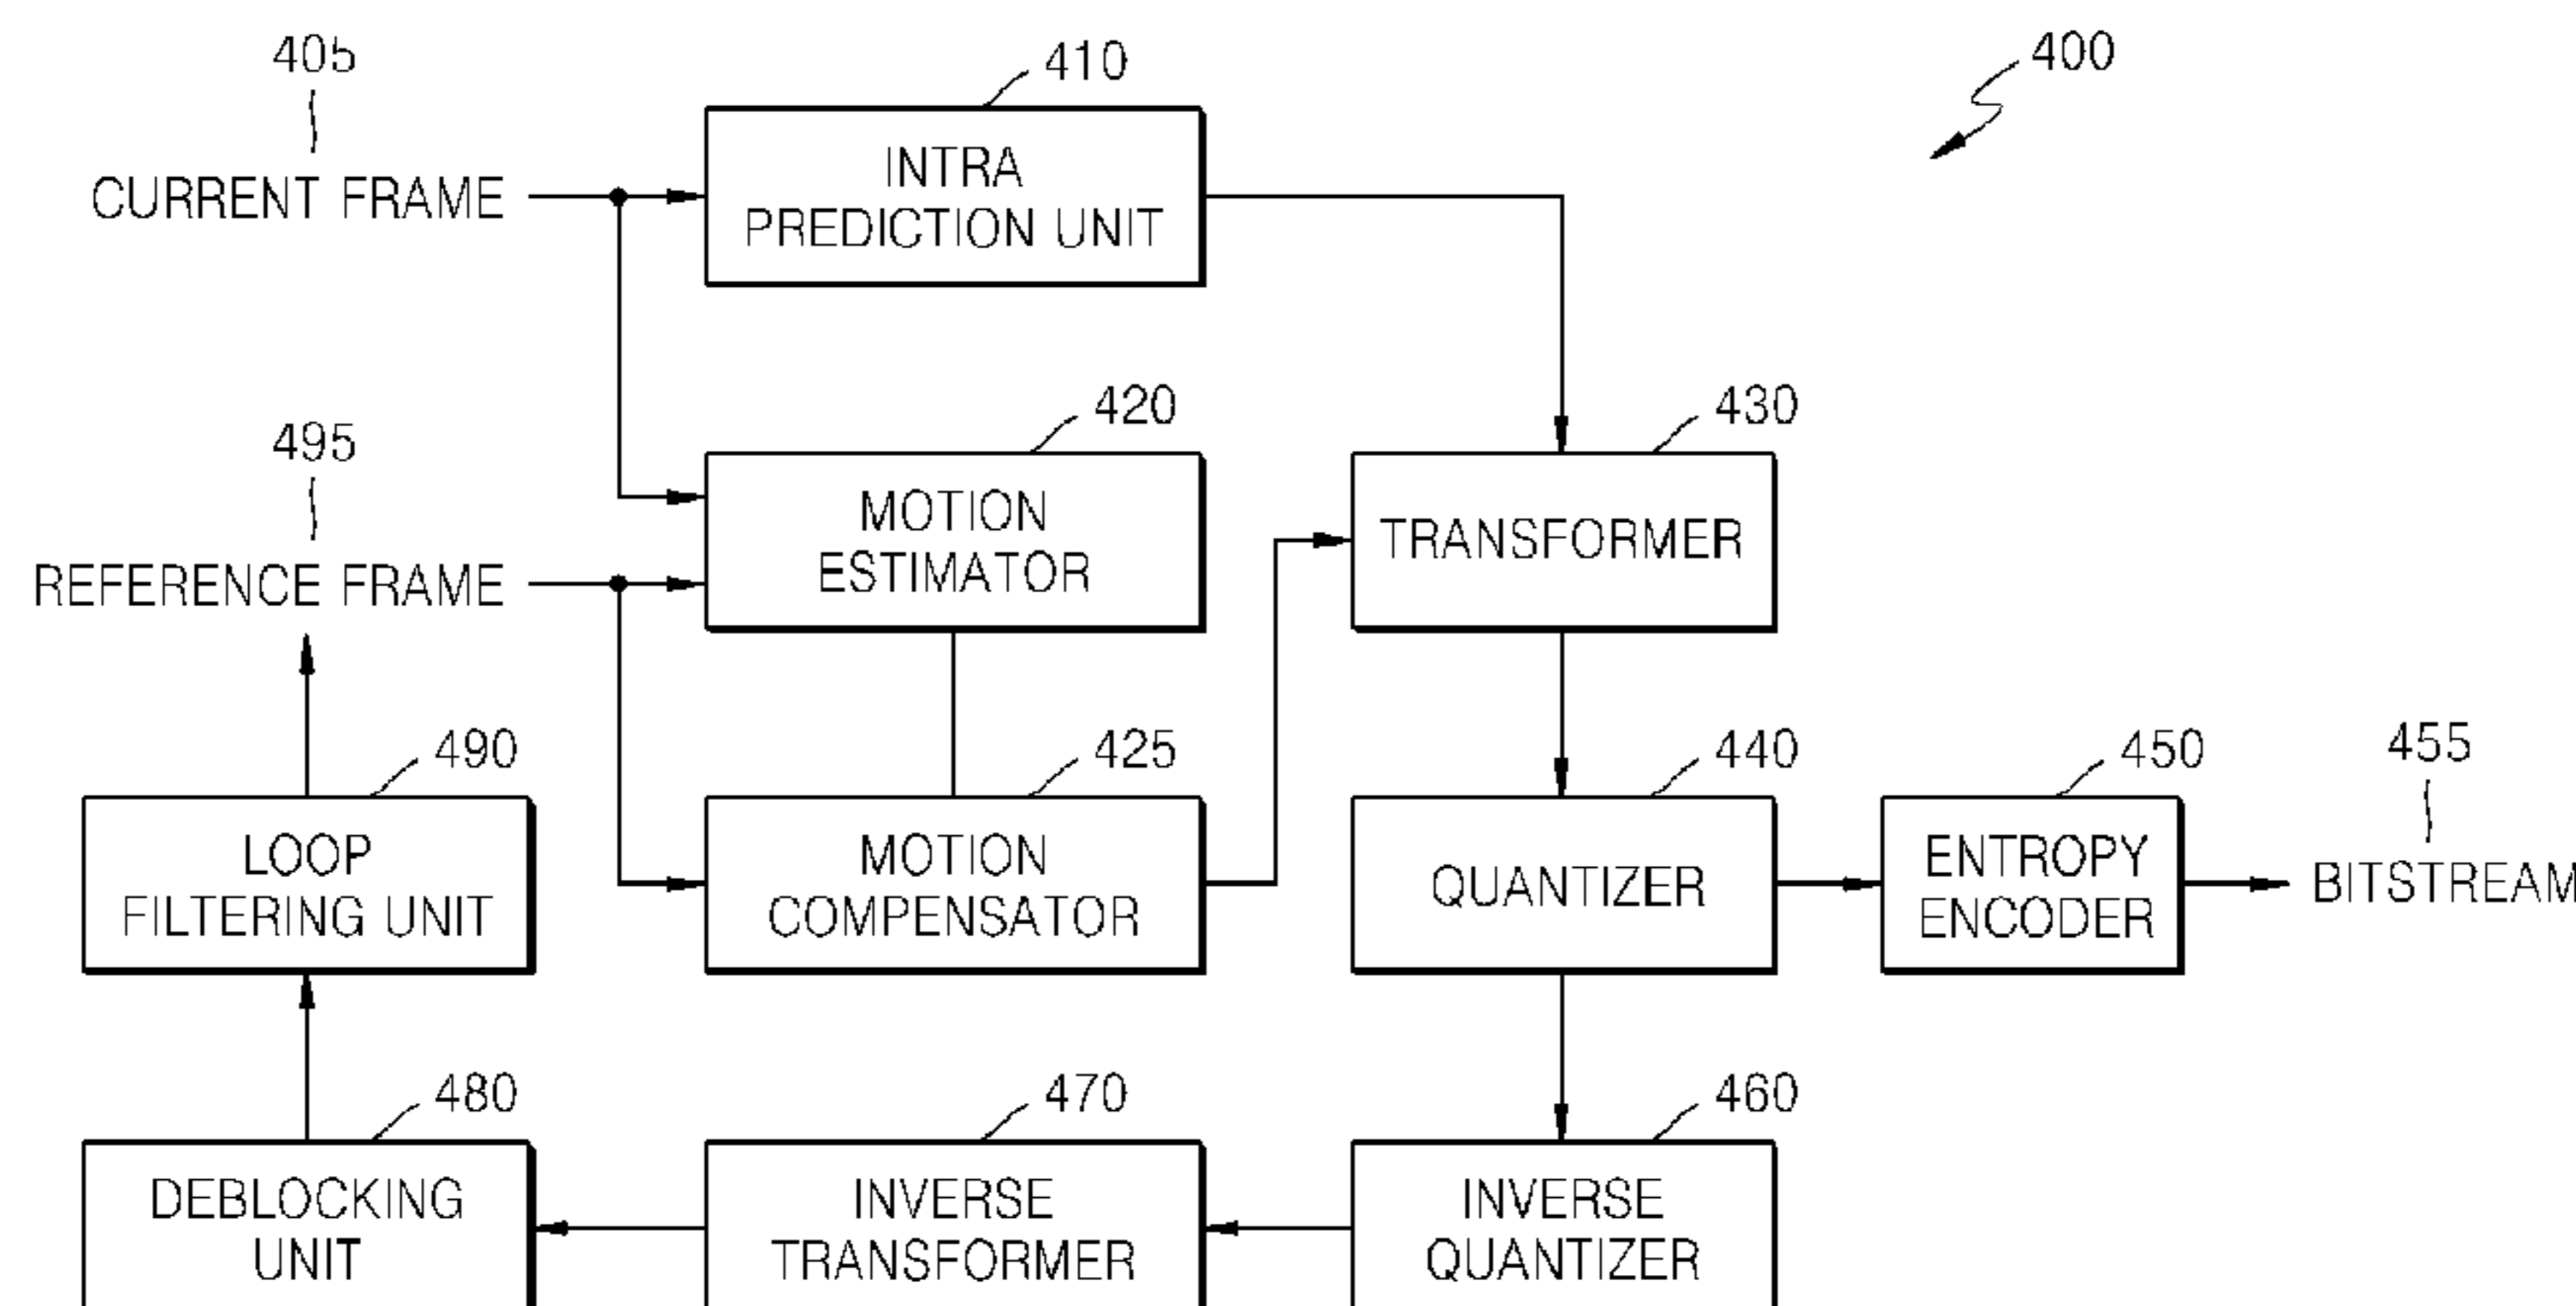 405
410
400
CURRENT FRAME
INTRA
PREDICTION UNIT
420
430
495
MOTION
ESTIMATOR
TRANSFORMER
REFERENCE FRAME
490
425
440
450
455
LOOP
FILTERING UNIT
MOTION
COMPENSATOR
QUANTIZER
ENTROPY
ENCODER
BITSTREAM
480
470
460
DEBLOCKING
UNIT
INVERSE
TRANSFORMER
INVERSE
QUANTIZER